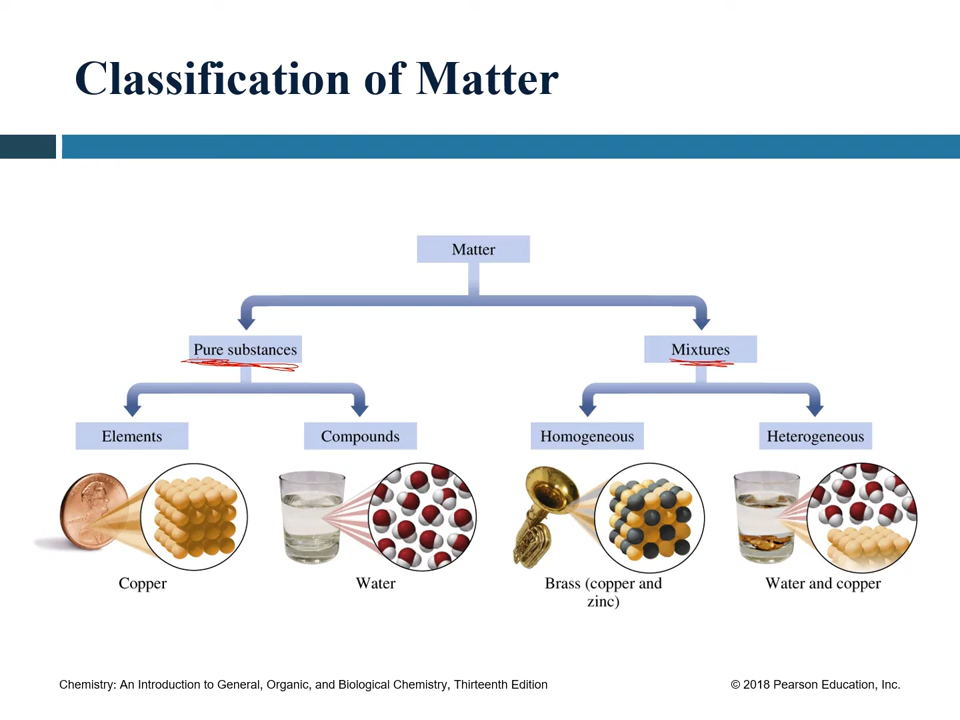 Classification of Matter
Matter
Pure substances
Mixtures
Elements
Compounds
Homogeneous
Heterogeneous
Copper
Water
Brass (copper and
zinc)
Water and copper
Chemistry: An Introduction to General, Organic, and Biological Chemistry, Thirteenth Edition
© 2018 Pearson Education, Inc.